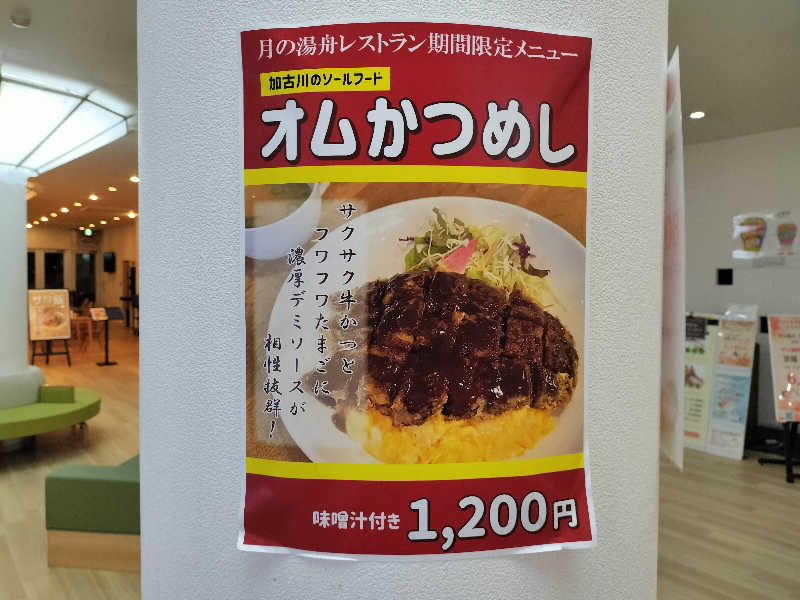 月の湯舟レストラン期間限定メニュー
加古川のソールフード
オムかつめし
サクサク牛かつと
フワフワたまごに
濃厚デミソースが
相性抜群！
味噌汁付き 1,200円